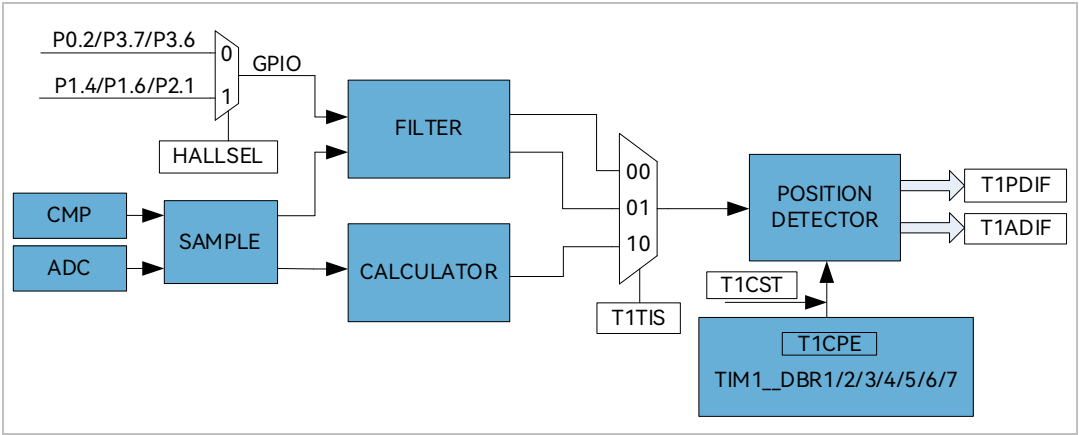 P0.2/P3.7/P3.6
0
GPIO
P1.4/P1.6/P2.1
1
HALLSEL
FILTER
CMP
SAMPLE
ADC
CALCULATOR
00
01
10
T1TIS
POSITION
DETECTOR
T1PDIF
T1ADIF
T1CST
T1CPE
TIM1__DBR1/2/3/4/5/6/7